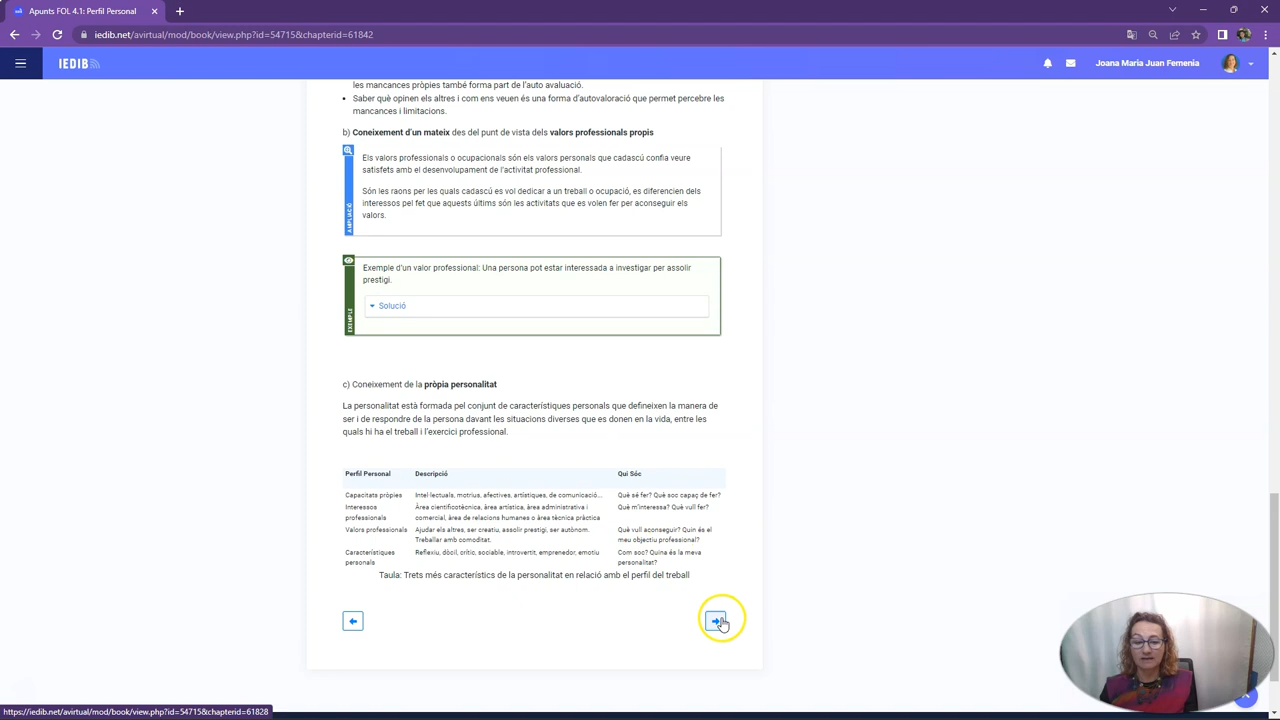 Apunts FOL 4.1: Perfil Personal
iedib.net/avirtual/mod/book/view.php?id=54715&chapterid=61842
IEDIB
Joana Maria Juan Femenia
les mancances pròpies també forma part de l'auto avaluació.
Saber què opinen els altres i com ens veuen és una forma d'autovaloració que permet percebre les
mancances i limitacions.
b) Coneixement d'un mateix des del punt de vista dels valors professionals propis
Els valors professionals o ocupacionals són els valors personals que cadascú confia veure
satisfets amb el desenvolupament de l'activitat professional.
Són les raons per les quals cadascú es vol dedicar a un treball o ocupació, es diferencien dels
interessos pel fet que aquests últims són les activitats que es volen fer per aconseguir els
valors.
AMPLIACIÓ
Exemple d'un valor professional: Una persona pot estar interessada a investigar per assolir
prestigi.
Solució
EXEMPLE
c) Coneixement de la pròpia personalitat
La personalitat està formada pel conjunt de característiques personals que defineixen la manera de
ser i de respondre de la persona davant les situacions diverses que es donen en la vida, entre les
quals hi ha el treball i l'exercici professional.
Perfil Personal Descripció Qui Sóc
Capacitats pròpies Intel·lectuals, motrius, afectives, artístiques, de comunicació... Què sé fer? Què soc capaç de fer?
Interessos Àrea cientificotècnica, àrea artística, àrea administrativa i Què m'interessa? Què vull fer?
professionals comercial, àrea de relacions humanes o àrea tècnica pràctica
Valors professionals Ajudar els altres, ser creatiu, assolir prestigi, ser autònom. Què vull aconseguir? Quin és el
Treballar amb comoditat. meu objectiu professional?
Característiques Reflexiu, dòcil, crític, sociable, introvertit, emprenedor, emotiu Com soc? Quina és la meva
personals personalitat?
Taula: Trets més característics de la personalitat en relació amb el perfil del treball
https://iedib.net/avirtual/mod/book/view.php?id=54715&chapterid=61828